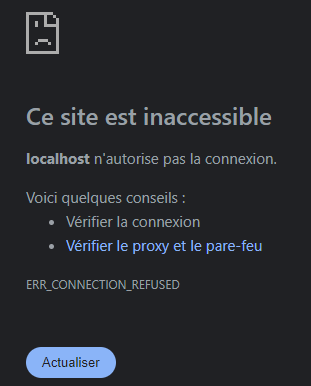 Ce site est inaccessible
localhost n'autorise pas la connexion.
Voici quelques conseils :
• Vérifier la connexion
• Vérifier le proxy et le pare-feu
ERR_CONNECTION_REFUSED
Actualiser